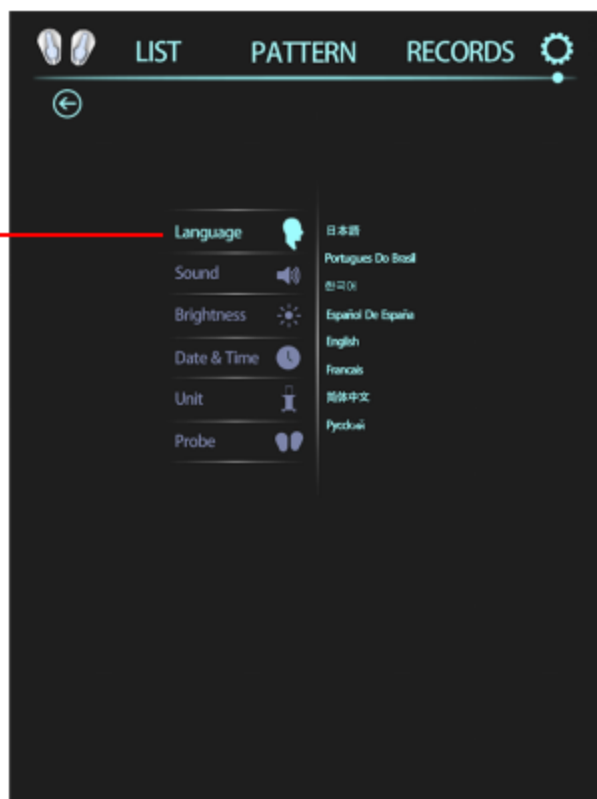 LIST PATTERN RECORDS
Language
Sound
Brightness
Date & Time
Unit
Probe
日本語
Portugues Do Brasil
한국어
Español De España
English
Francais
简体中文
Русский